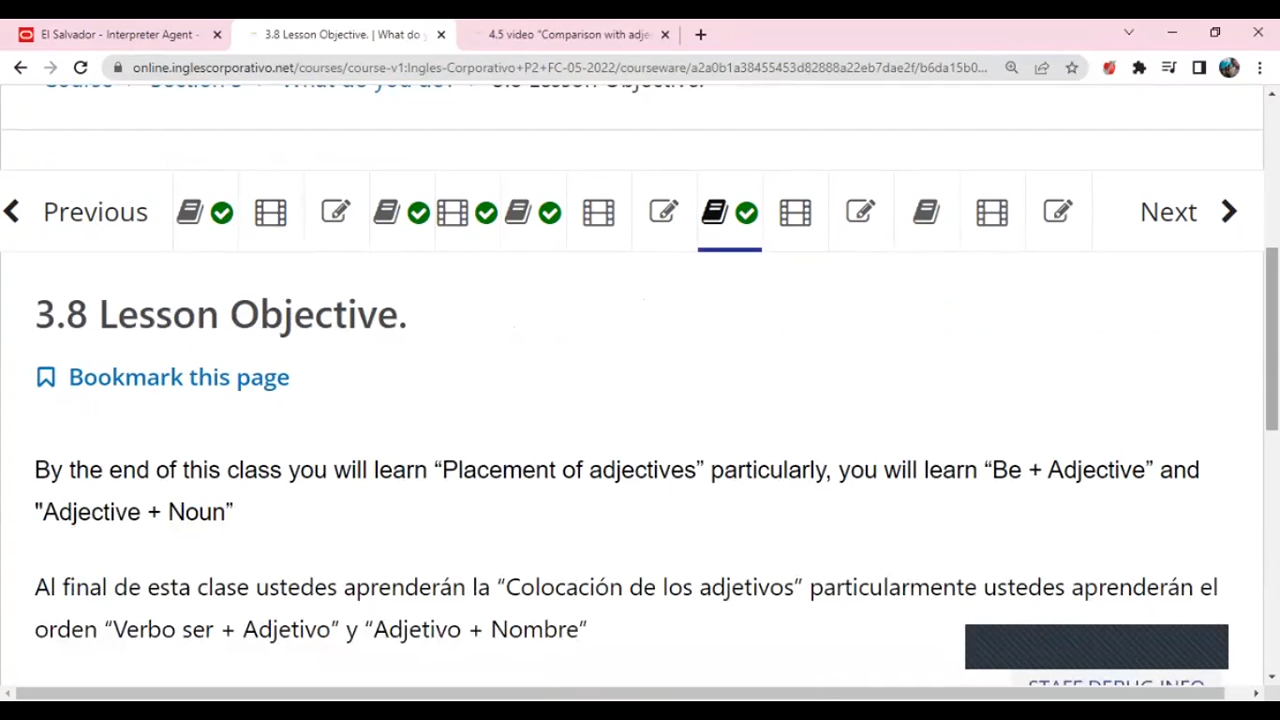 El Salvador - Interpreter Agent -
3.8 Lesson Objective. | What do
4.5 video "Comparison with adje
online.inglescorporativo.net/courses/course-v1:Ingles-Corporativo+P2+FC-05-2022/courseware/a2a0b1a38455453d82888a22eb7dae2f/b6da15b0...
Previous
Next
3.8 Lesson Objective.
Bookmark this page
By the end of this class you will learn “Placement of adjectives” particularly, you will learn “Be + Adjective” and
"Adjective + Noun”
Al final de esta clase ustedes aprenderán la “Colocación de los adjetivos” particularmente ustedes aprenderán el
orden “Verbo ser + Adjetivo” y “Adjetivo + Nombre”
STAFF DEBUG INFO